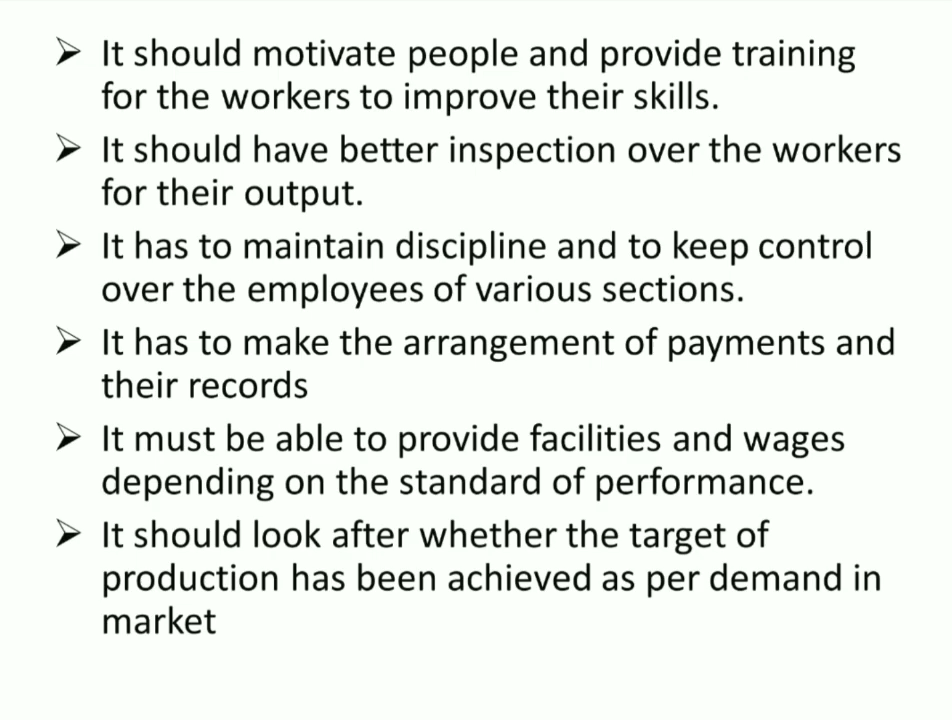 ➢ It should motivate people and provide training
for the workers to improve their skills.
➢ It should have better inspection over the workers
for their output.
➢ It has to maintain discipline and to keep control
over the employees of various sections.
➢ It has to make the arrangement of payments and
their records
➢ It must be able to provide facilities and wages
depending on the standard of performance.
➢ It should look after whether the target of
production has been achieved as per demand in
market